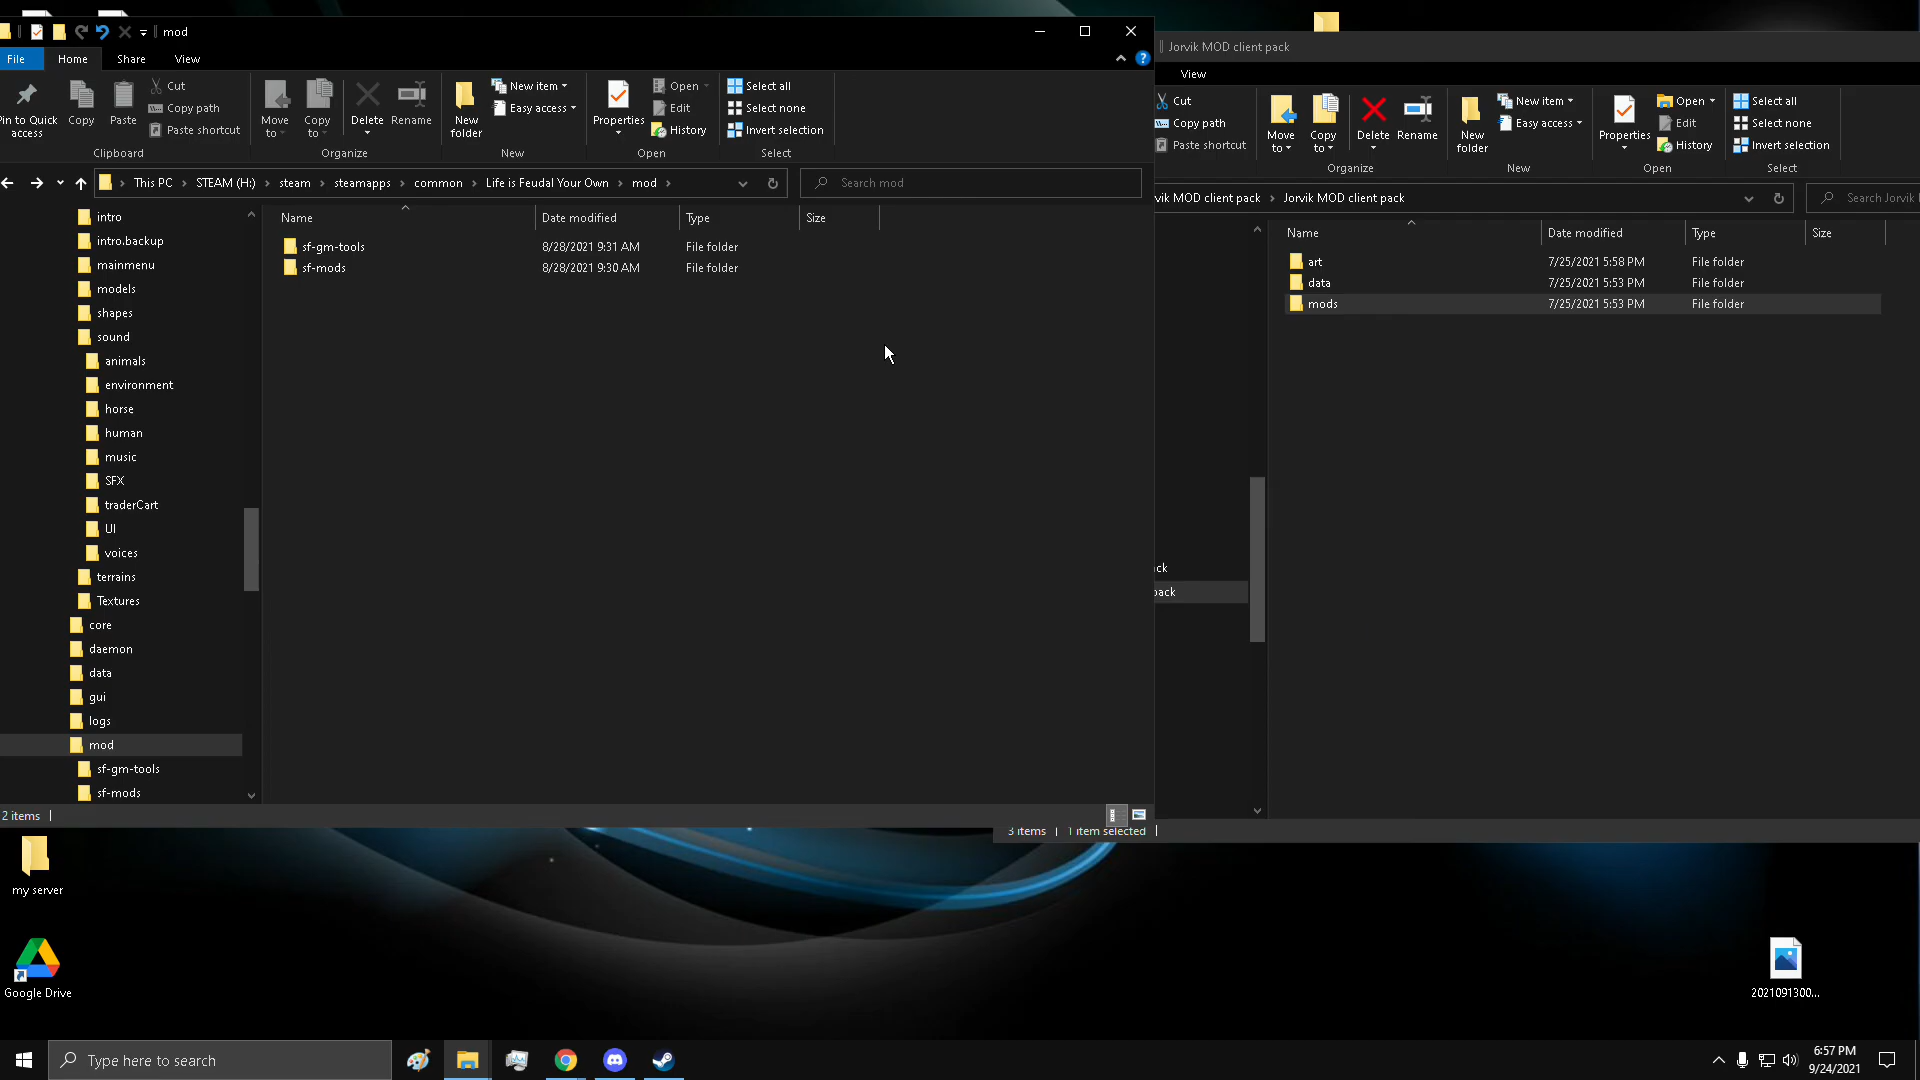 mod
File Home Share View
Pin to Quick access
Copy
Paste
Cut
Copy path
Paste shortcut
Clipboard
Move to
Copy to
Delete
Rename
Organize
New folder
New item
Easy access
New
Properties
Open
Edit
History
Open
Select all
Select none
Invert selection
Select
This PC > STEAM (H:) > steam > steamapps > common > Life is Feudal Your Own > mod >
Search mod
intro
intro.backup
mainmenu
models
shapes
sound
animals
environment
horse
human
music
SFX
traderCart
UI
voices
terrains
Textures
core
daemon
data
gui
logs
mod
sf-gm-tools
sf-mods
Name Date modified Type Size
sf-gm-tools 8/28/2021 9:31 AM File folder
sf-mods 8/28/2021 9:30 AM File folder
2 items
Jorvik MOD client pack
View
Cut
Copy path
Paste shortcut
Move to
Copy to
Delete
Rename
Organize
New folder
New item
Easy access
New
Properties
Open
Edit
History
Open
Select all
Select none
Invert selection
Select
vik MOD client pack > Jorvik MOD client pack
Search Jorvik
Name Date modified Type Size
art 7/25/2021 5:58 PM File folder
data 7/25/2021 5:53 PM File folder
mods 7/25/2021 5:53 PM File folder
ck
pack
3 items 1 item selected
my server
Google Drive
2021091300...
Type here to search
6:57 PM
9/24/2021